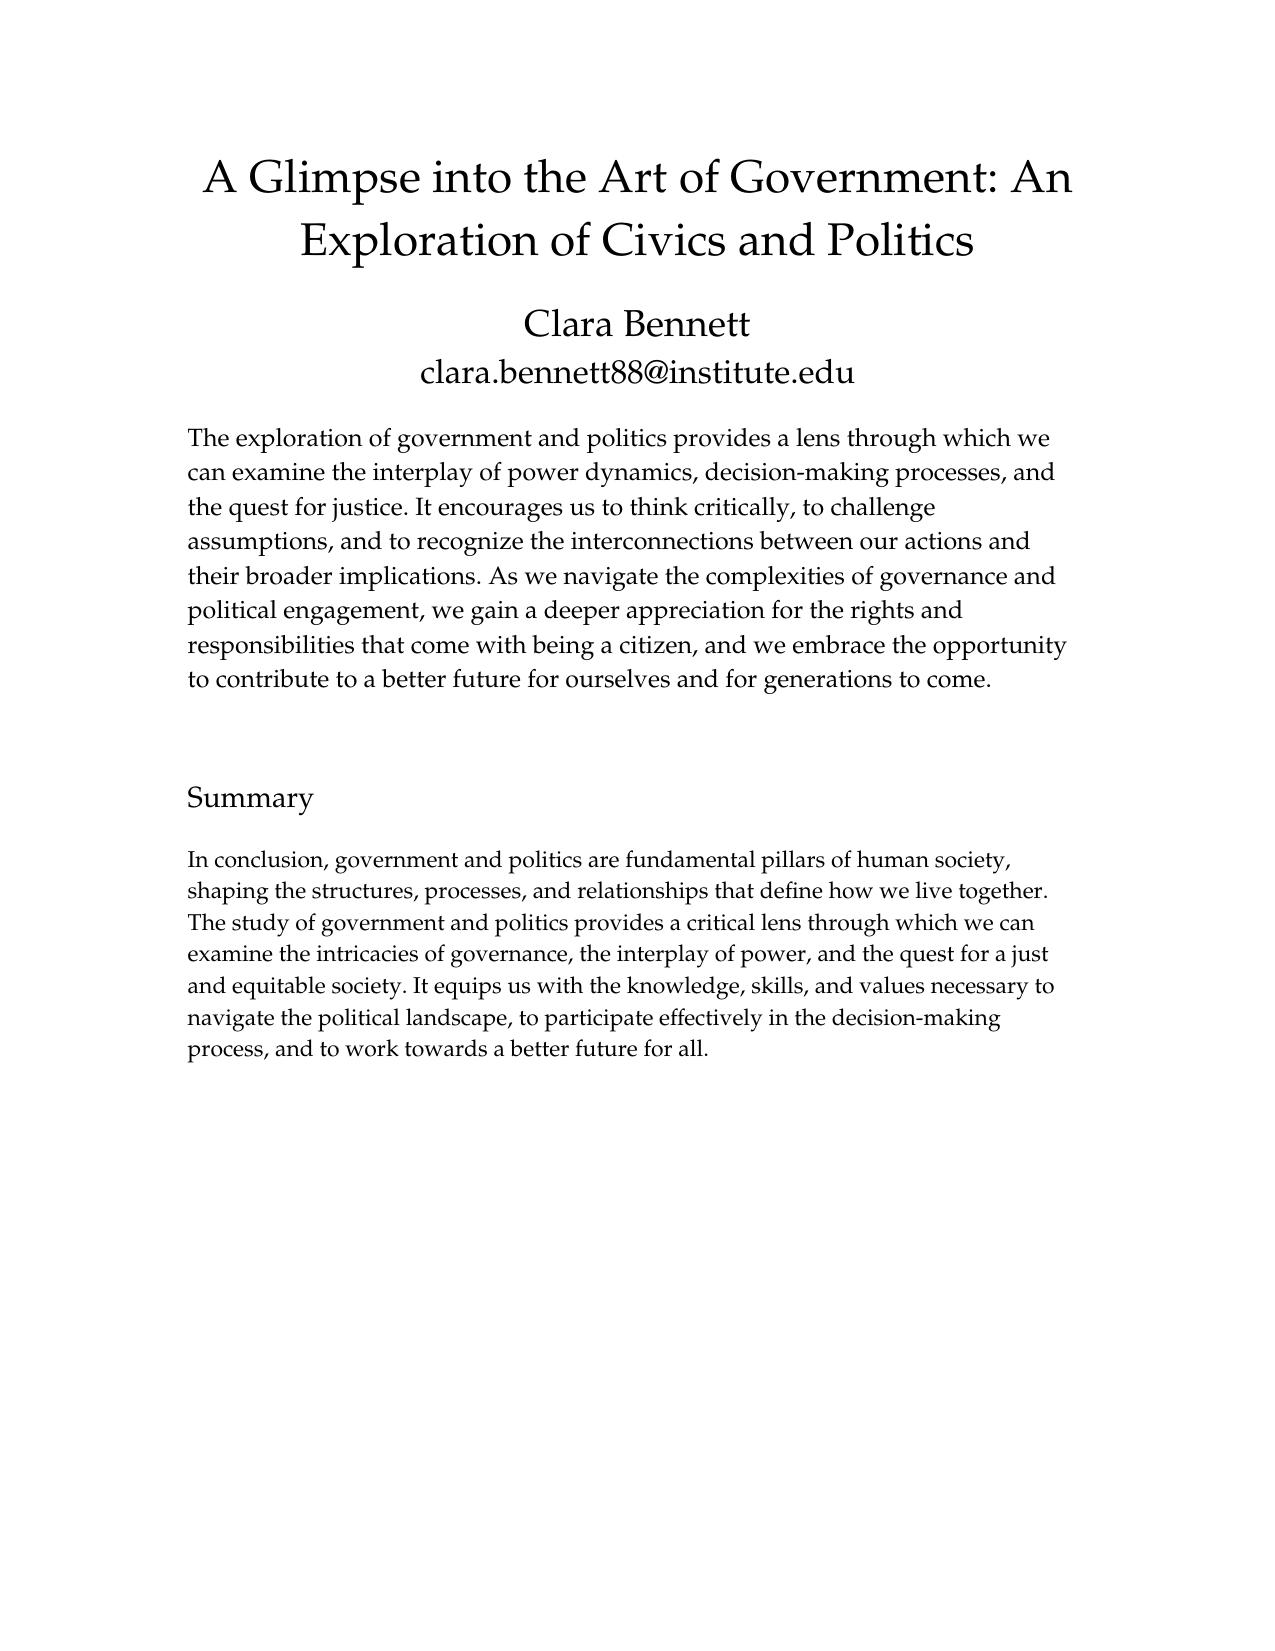 A Glimpse into the Art of Government: An
Exploration of Civics and Politics
Clara Bennett
clara.bennett88@institute.edu
The exploration of government and politics provides a lens through which we
can examine the interplay of power dynamics, decision-making processes, and
the quest for justice. It encourages us to think critically, to challenge
assumptions, and to recognize the interconnections between our actions and
their broader implications. As we navigate the complexities of governance and
political engagement, we gain a deeper appreciation for the rights and
responsibilities that come with being a citizen, and we embrace the opportunity
to contribute to a better future for ourselves and for generations to come.
Summary
In conclusion, government and politics are fundamental pillars of human society,
shaping the structures, processes, and relationships that define how we live together.
The study of government and politics provides a critical lens through which we can
examine the intricacies of governance, the interplay of power, and the quest for a just
and equitable society. It equips us with the knowledge, skills, and values necessary to
navigate the political landscape, to participate effectively in the decision-making
process, and to work towards a better future for all.